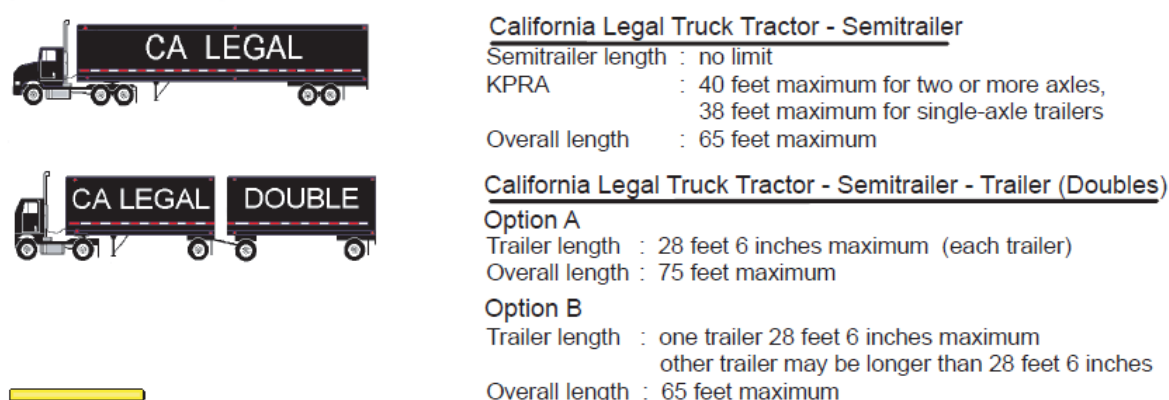 CA LEGAL
California Legal Truck Tractor - Semitrailer
Semitrailer length : no limit
KPRA : 40 feet maximum for two or more axles,
38 feet maximum for single-axle trailers
Overall length : 65 feet maximum
CA LEGAL DOUBLE
California Legal Truck Tractor - Semitrailer - Trailer (Doubles)
Option A
Trailer length : 28 feet 6 inches maximum (each trailer)
Overall length : 75 feet maximum
Option B
Trailer length : one trailer 28 feet 6 inches maximum
other trailer may be longer than 28 feet 6 inches
Overall length : 65 feet maximum